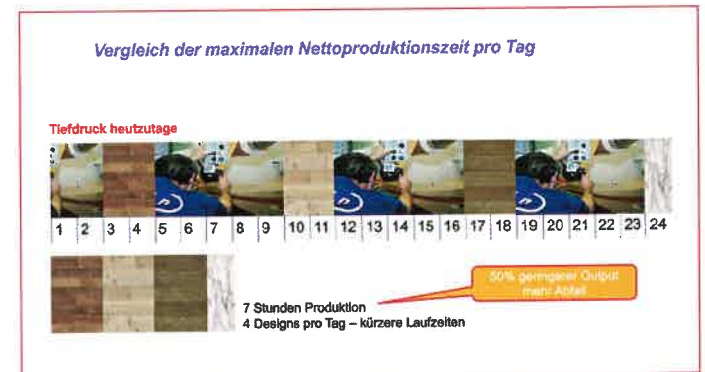 Vergleich der maximalen Nettoproduktionszeit pro Tag
Tiefdruck heutzutage
1 2 3 4 5 6 7 8 9 10 11 12 13 14 15 16 17 18 19 20 21 22 23 24
50% geringerer Output
mehr Abfall
7 Stunden Produktion
4 Designs pro Tag – kürzere Laufzeiten